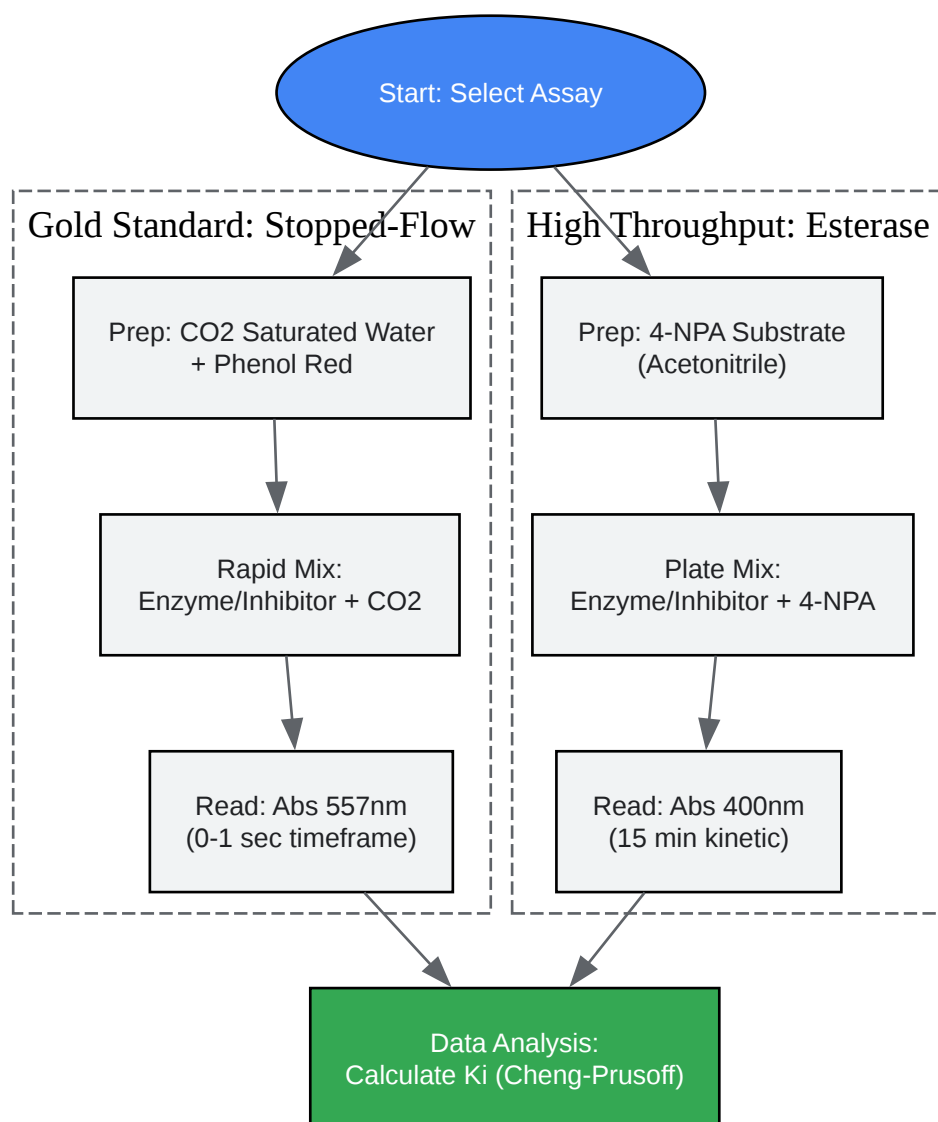 Start: Select Assay
Gold Standard: Stopped-Flow
High Throughput: Esterase
Prep: CO2 Saturated Water
+ Phenol Red
Prep: 4-NPA Substrate
(Acetonitrile)
Rapid Mix:
Enzyme/Inhibitor + CO2
Plate Mix:
Enzyme/Inhibitor + 4-NPA
Read: Abs 557nm
(0-1 sec timeframe)
Read: Abs 400nm
(15 min kinetic)
Data Analysis:
Calculate Ki (Cheng-Prusoff)